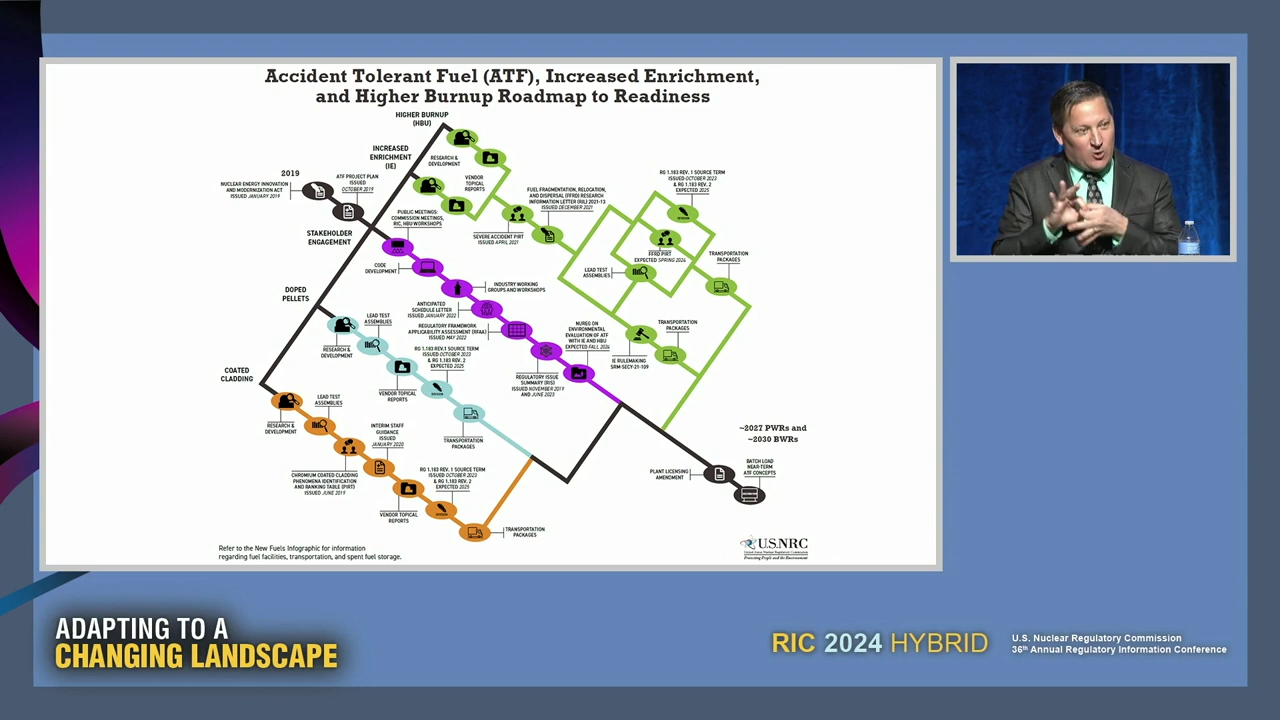 Accident Tolerant Fuel (ATF), Increased Enrichment,
and Higher Burnup Roadmap to Readiness
HIGHER BURNUP
(HBU)
INCREASED
ENRICHMENT
(IE)
RESEARCH &
DEVELOPMENT
VENDOR
TOPICAL
REPORTS
2019
NUCLEAR ENERGY INNOVATION
AND MODERNIZATION ACT
ISSUED JANUARY 2019
ATF PROJECT PLAN
ISSUED
OCTOBER 2019
STAKEHOLDER
ENGAGEMENT
PUBLIC MEETINGS:
COMMISSION MEETINGS,
RIC, HBU WORKSHOPS
SEVERE ACCIDENT PIRT
ISSUED APRIL 2021
FUEL FRAGMENTATION, RELOCATION,
AND DISPERSAL (FFRD) RESEARCH
INFORMATION LETTER (RIL) 2021-13
ISSUED DECEMBER 2021
RG 1.183 REV. 1 SOURCE TERM
ISSUED OCTOBER 2023
& RG 1.183 REV. 2
EXPECTED 2025
FFRD PIRT
EXPECTED SPRING 2024
LEAD TEST
ASSEMBLIES
TRANSPORTATION
PACKAGES
CODE
DEVELOPMENT
INDUSTRY WORKING
GROUPS AND WORKSHOPS
DOPED
PELLETS
ANTICIPATED
SCHEDULE LETTER
ISSUED JANUARY 2022
REGULATORY FRAMEWORK
APPLICABILITY ASSESSMENT (RFAA)
ISSUED MAY 2022
NUREG ON
ENVIRONMENTAL
EVALUATION OF ATF
WITH IE AND HBU
EXPECTED FALL 2024
TRANSPORTATION
PACKAGES
IE RULEMAKING
SRM-SECY-21-109
LEAD TEST
ASSEMBLIES
RESEARCH &
DEVELOPMENT
RG 1.183 REV.1 SOURCE TERM
ISSUED OCTOBER 2023
& RG 1.183 REV. 2
EXPECTED 2025
REGULATORY ISSUE
SUMMARY (RIS)
ISSUED NOVEMBER 2019
AND JUNE 2023
VENDOR TOPICAL
REPORTS
TRANSPORTATION
PACKAGES
COATED
CLADDING
LEAD TEST
ASSEMBLIES
RESEARCH &
DEVELOPMENT
INTERIM STAFF
GUIDANCE
ISSUED
JANUARY 2020
CHROMIUM COATED CLADDING
PHENOMENA IDENTIFICATION
AND RANKING TABLE (PIRT)
ISSUED JUNE 2019
RG 1.183 REV. 1 SOURCE TERM
ISSUED OCTOBER 2023
& RG 1.183 REV. 2
EXPECTED 2025
VENDOR TOPICAL
REPORTS
TRANSPORTATION
PACKAGES
~2027 PWRs and
~2030 BWRs
PLANT LICENSING
AMENDMENT
BATCH LOAD
NEAR-TERM
ATF CONCEPTS
Refer to the New Fuels Infographic for information
regarding fuel facilities, transportation, and spent fuel storage.
U.S.NRC
United States Nuclear Regulatory Commission
Protecting People and the Environment
ADAPTING TO A
CHANGING LANDSCAPE
RIC 2024 HYBRID
U.S. Nuclear Regulatory Commission
36th Annual Regulatory Information Conference